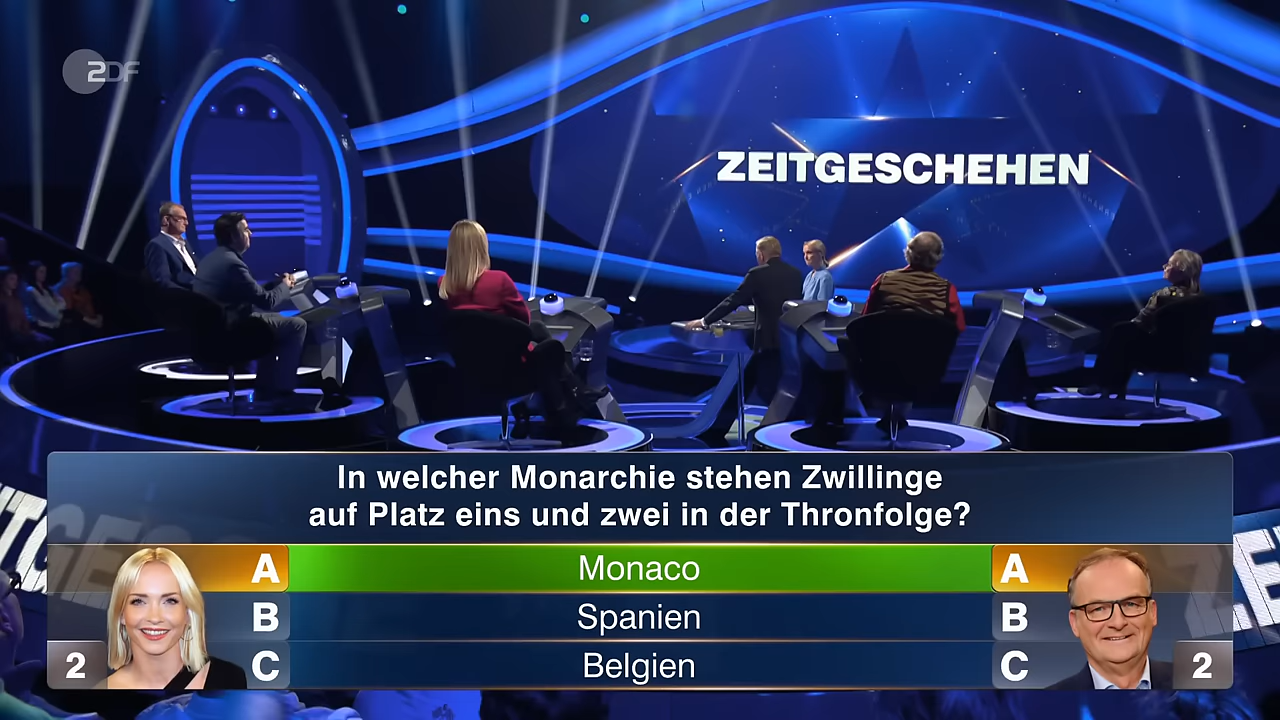 ZDF
ZEITGESCHEHEN
In welcher Monarchie stehen Zwillinge
auf Platz eins und zwei in der Thronfolge?
A Monaco A
B Spanien B
2 C Belgien C 2